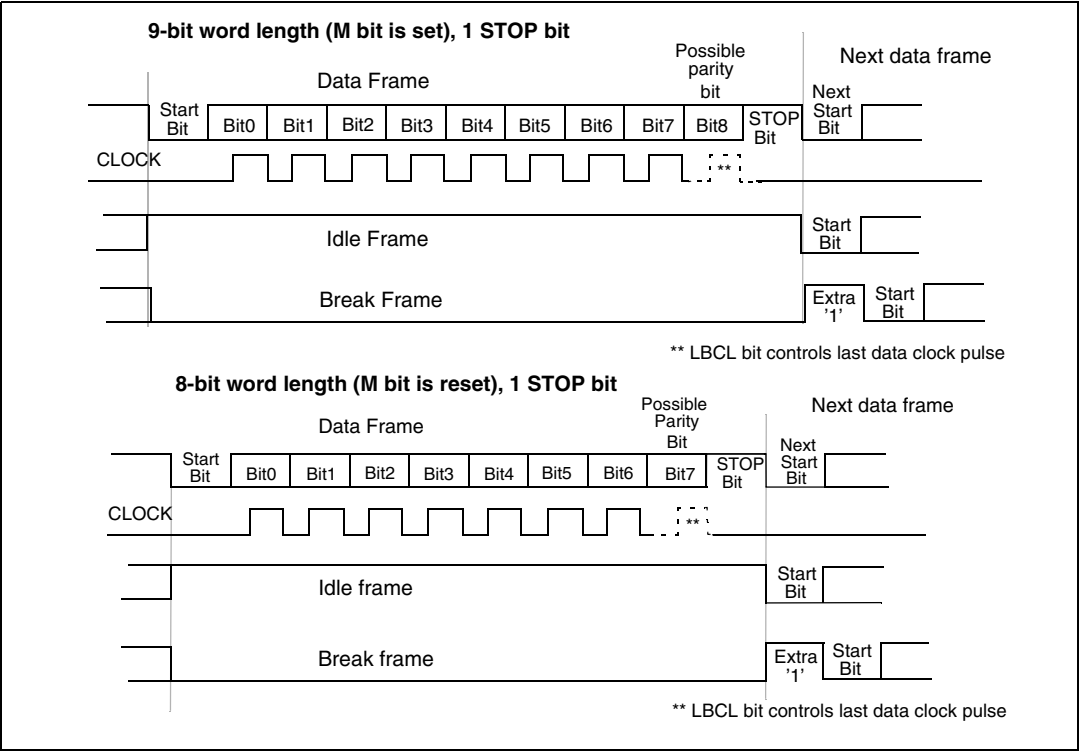 9-bit word length (M bit is set), 1 STOP bit
Possible
parity
bit
Next data frame
Data Frame
Start
Bit
Bit0
Bit1
Bit2
Bit3
Bit4
Bit5
Bit6
Bit7
Bit8
STOP
Bit
Next
Start
Bit
CLOCK
**
Idle Frame
Start
Bit
Break Frame
Extra
'1'
Start
Bit
** LBCL bit controls last data clock pulse
8-bit word length (M bit is reset), 1 STOP bit
Possible
Parity
Bit
Next data frame
Data Frame
Start
Bit
Bit0
Bit1
Bit2
Bit3
Bit4
Bit5
Bit6
Bit7
STOP
Bit
Next
Start
Bit
CLOCK
**
Idle frame
Start
Bit
Break frame
Extra
'1'
Start
Bit
** LBCL bit controls last data clock pulse